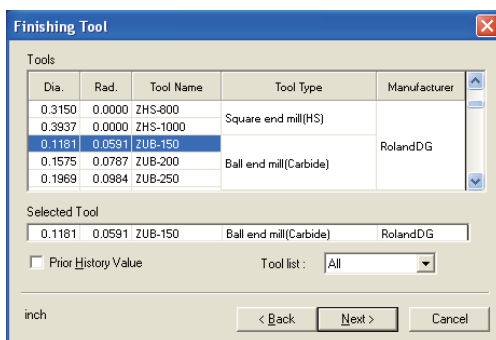 Finishing Tool
Tools
Dia. Rad. Tool Name Tool Type Manufacturer
0.3150 0.0000 ZHS-800 Square end mill(HS) RolandDG
0.3937 0.0000 ZHS-1000
0.1181 0.0591 ZUB-150 Ball end mill(Carbide)
0.1575 0.0787 ZUB-200
0.1969 0.0984 ZUB-250
Selected Tool
0.1181 0.0591 ZUB-150 Ball end mill(Carbide) RolandDG
Prior History Value Tool list : All
inch < Back Next > Cancel